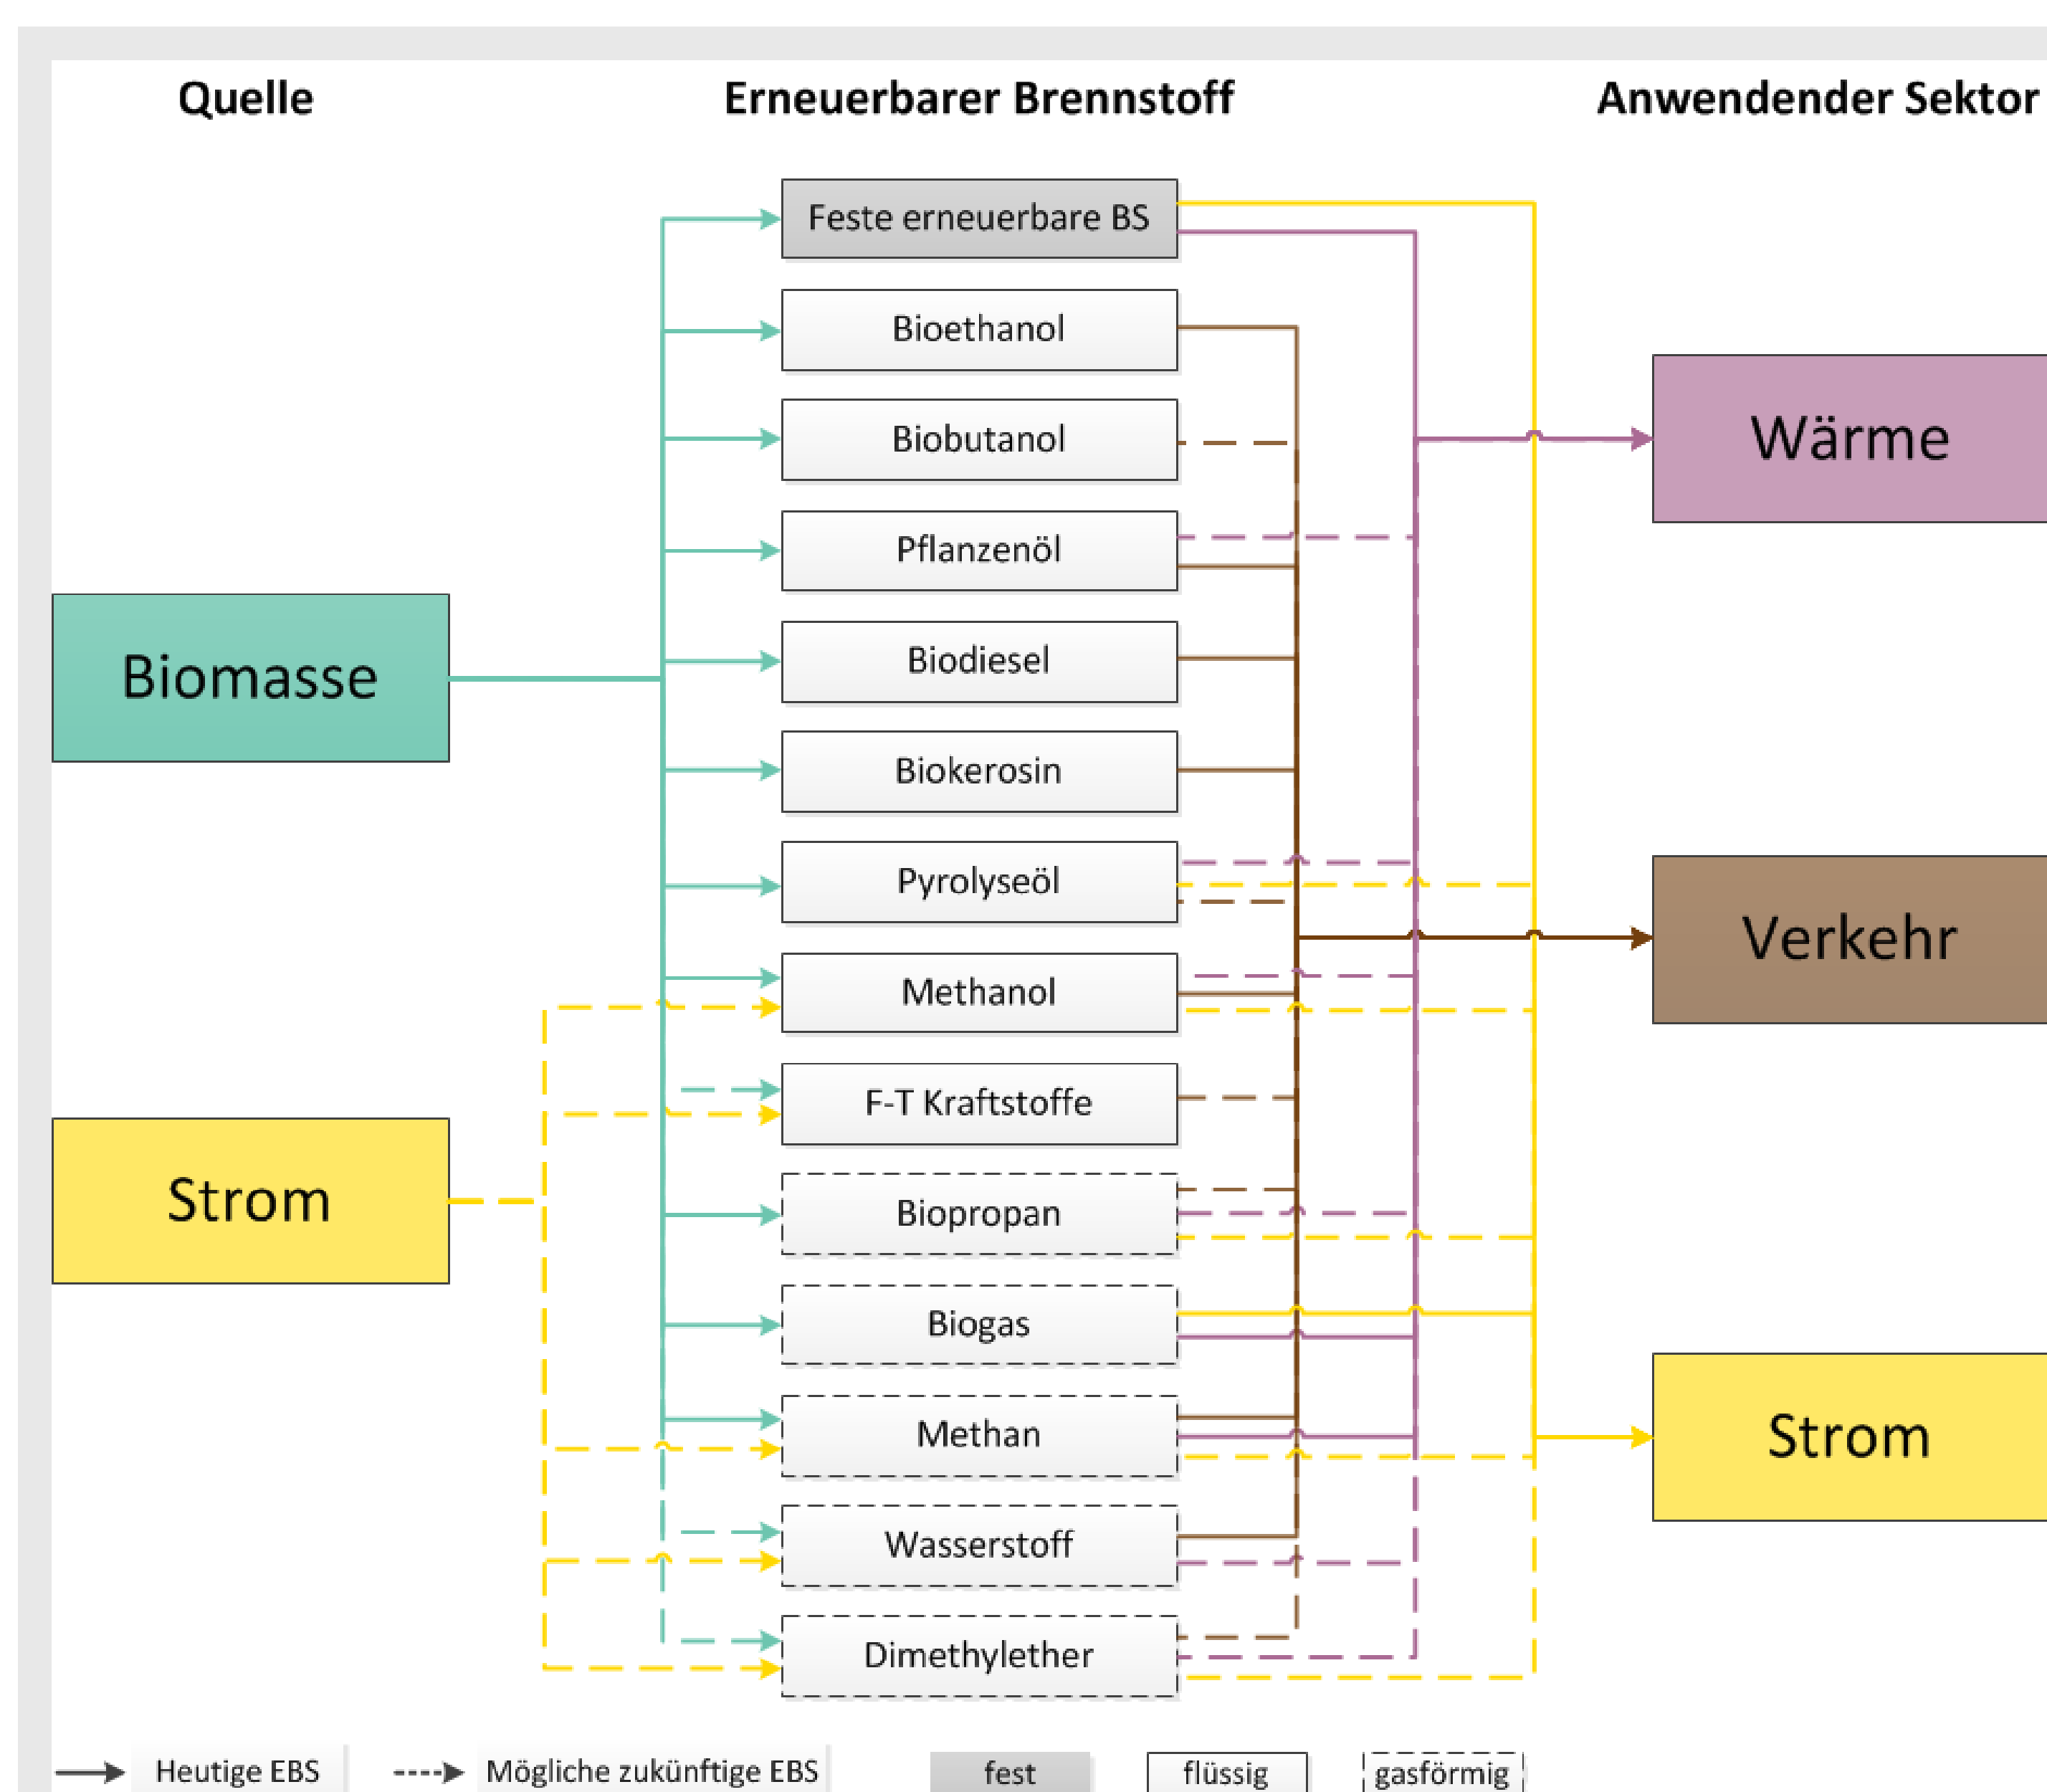 Quelle
Erneuerbarer Brennstoff
Anwendender Sektor
Feste erneuerbare BS
Bioethanol
Biobutanol
Pflanzenöl
Biodiesel
Biokerosin
Pyrolyseöl
Methanol
F-T Kraftstoffe
Biopropan
Biogas
Methan
Wasserstoff
Dimethylether
Biomasse
Strom
Wärme
Verkehr
Strom
Heutige EBS
Mögliche zukünftige EBS
fest
flüssig
gasförmig